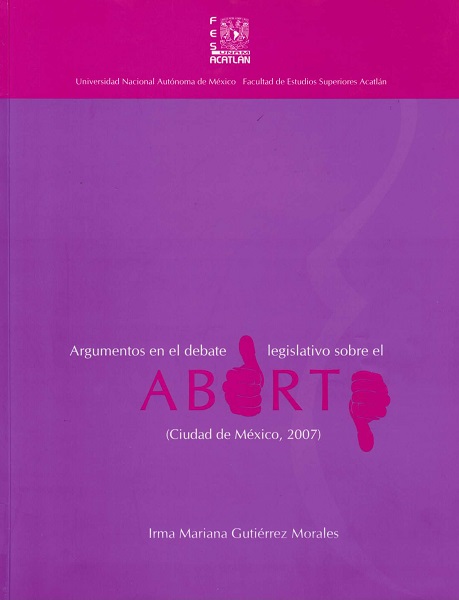 FES
UNAM
ACATLÁN
Universidad Nacional Autónoma de México Facultad de Estudios Superiores Acatlán
Argumentos en el debate legislativo sobre el
AB RT
(Ciudad de México, 2007)
Irma Mariana Gutiérrez Morales